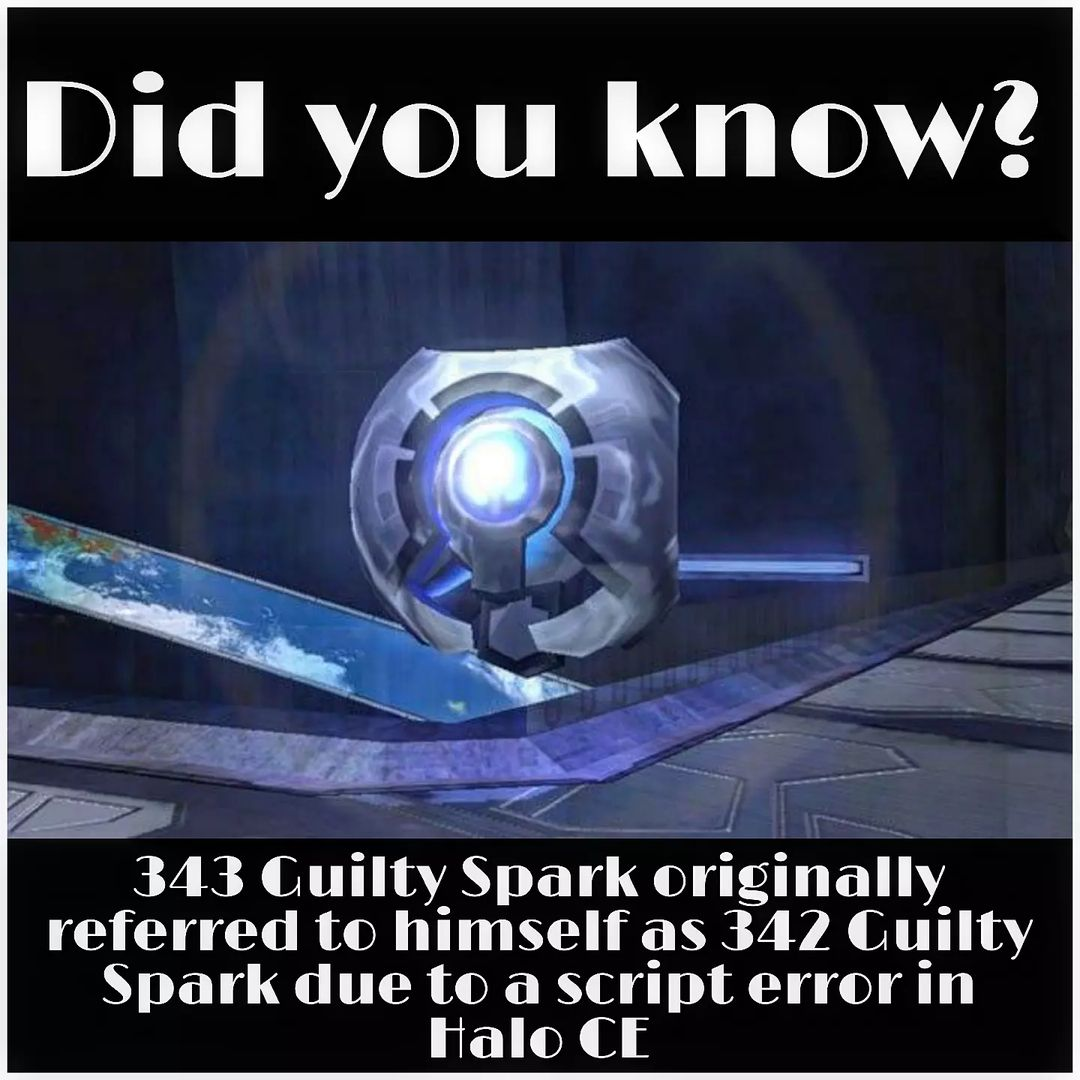 Did you know?
343 Guilty Spark originally
referred to himself as 342 Guilty
Spark due to a script error in
Halo CE